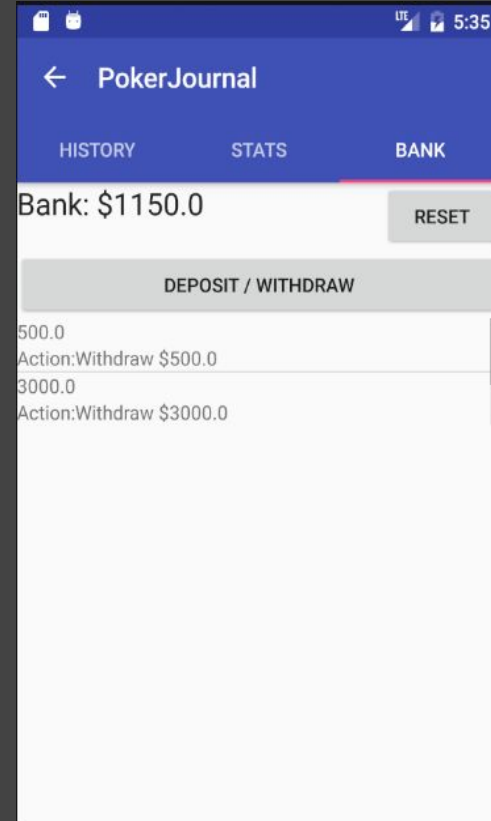 LTE 5:35
PokerJournal
HISTORY STATS BANK
Bank: $1150.0 RESET
DEPOSIT / WITHDRAW
500.0
Action:Withdraw $500.0
3000.0
Action:Withdraw $3000.0